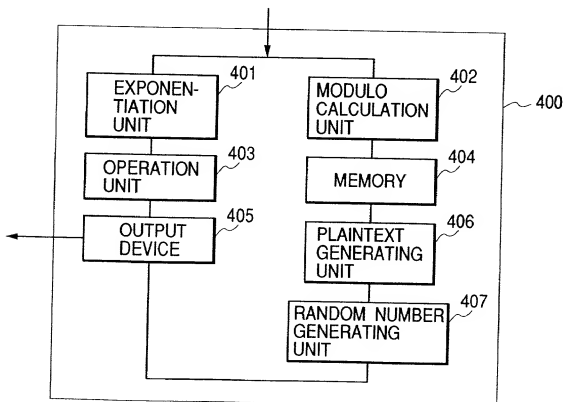 EXPONEN-
TIATION
UNIT
401
MODULO
CALCULATION
UNIT
402
400
OPERATION
UNIT
403
MEMORY
404
OUTPUT
DEVICE
405
PLAINTEXT
GENERATING
UNIT
406
RANDOM NUMBER
GENERATING
UNIT
407